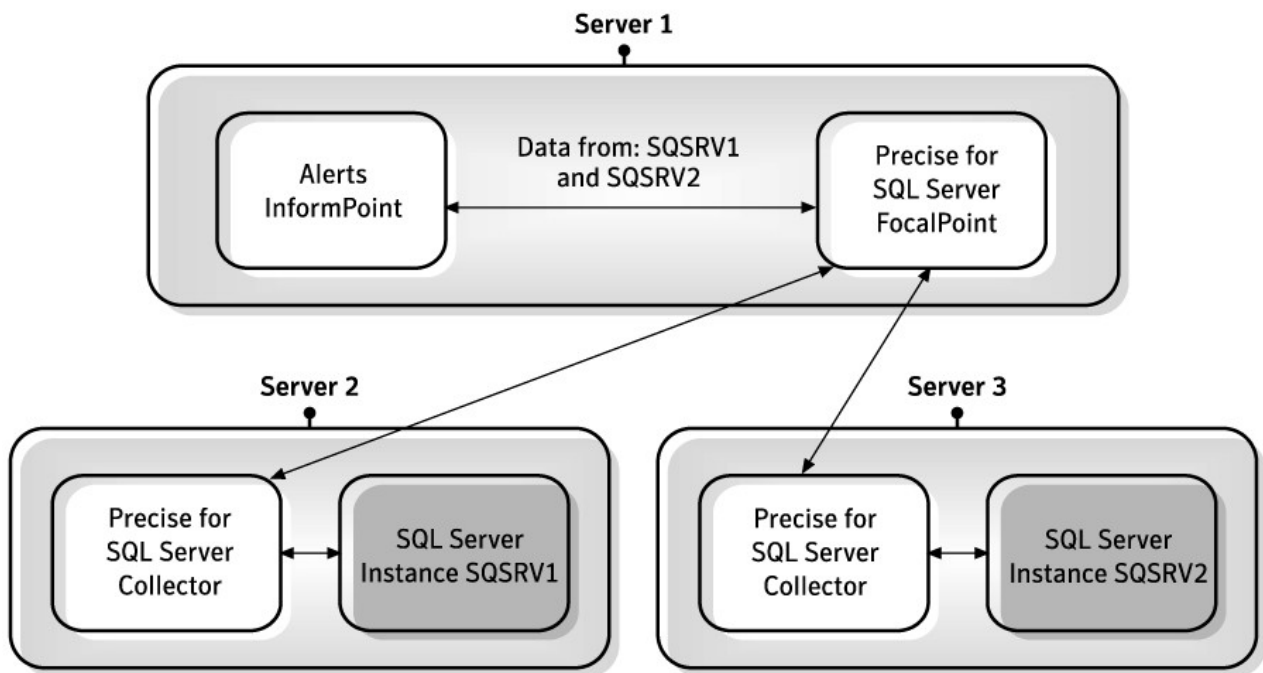 Server 1
Alerts
InformPoint
Data from: SQSRV1
and SQSRV2
Precise for
SQL Server
FocalPoint
Server 2
Precise for
SQL Server
Collector
SQL Server
Instance SQSRV1
Server 3
Precise for
SQL Server
Collector
SQL Server
Instance SQSRV2